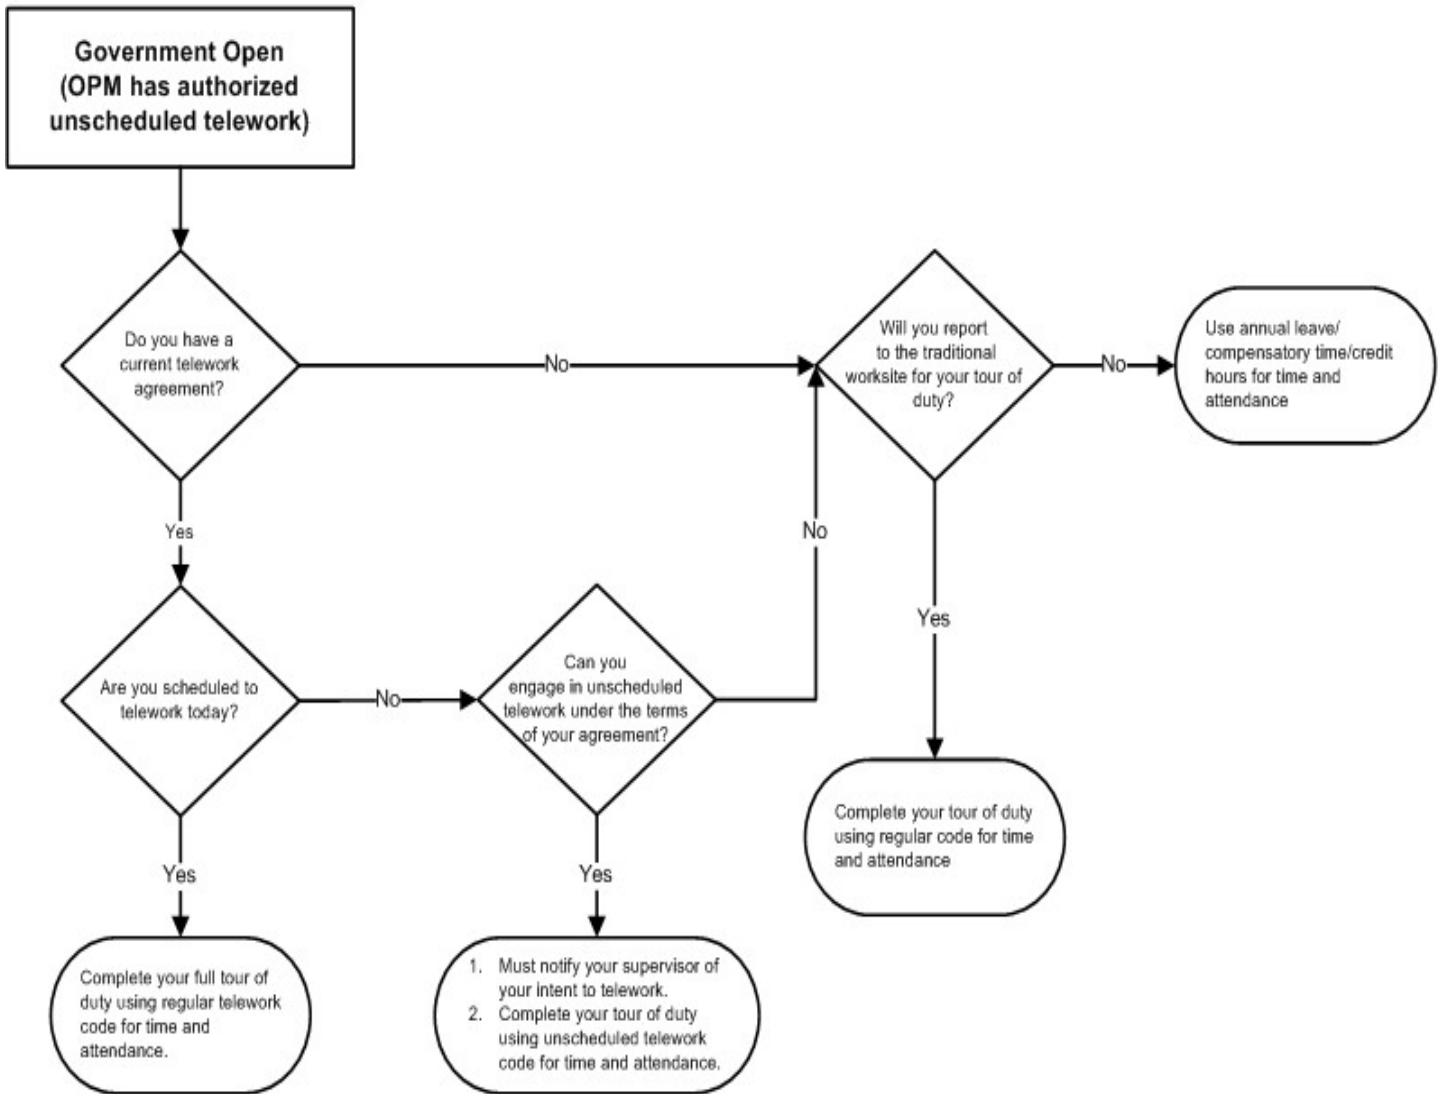 Government Open
(OPM has authorized
unscheduled telework)
Do you have a
current telework
agreement?
No
Will you report
to the traditional
worksite for your tour of
duty?
No
Use annual leave/
compensatory time/credit
hours for time and
attendance
Yes
No
Yes
Are you scheduled to
telework today?
No
Can you
engage in unscheduled
telework under the terms
of your agreement?
Complete your tour of duty
using regular code for time
and attendance
Yes
Yes
Complete your full tour of
duty using regular telework
code for time and
attendance.
1. Must notify your supervisor of
your intent to telework.
2. Complete your tour of duty
using unscheduled telework
code for time and attendance.